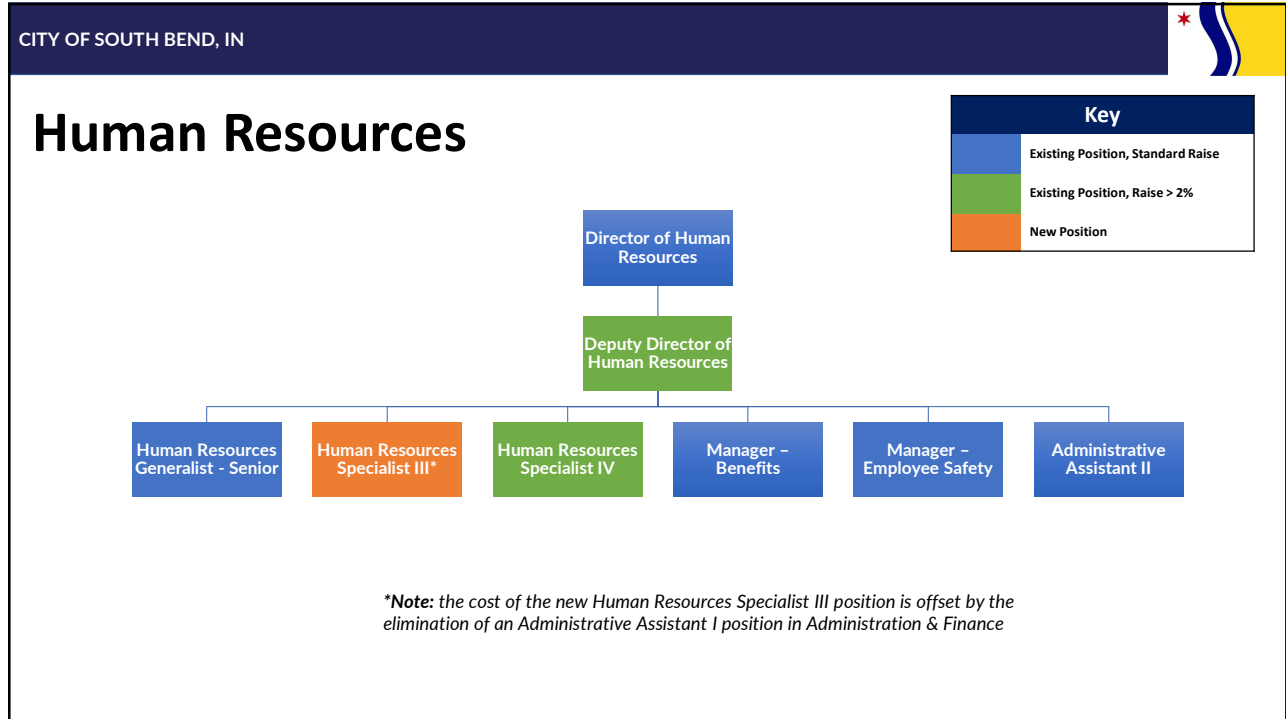 CITY OF SOUTH BEND, IN
Human Resources
Key
Existing Position, Standard Raise
Existing Position, Raise > 2%
New Position
Director of Human
Resources
Deputy Director of
Human Resources
Human Resources
Generalist - Senior
Human Resources
Specialist III*
Human Resources
Specialist IV
Manager –
Benefits
Manager –
Employee Safety
Administrative
Assistant II
*Note: the cost of the new Human Resources Specialist III position is offset by the
elimination of an Administrative Assistant I position in Administration & Finance